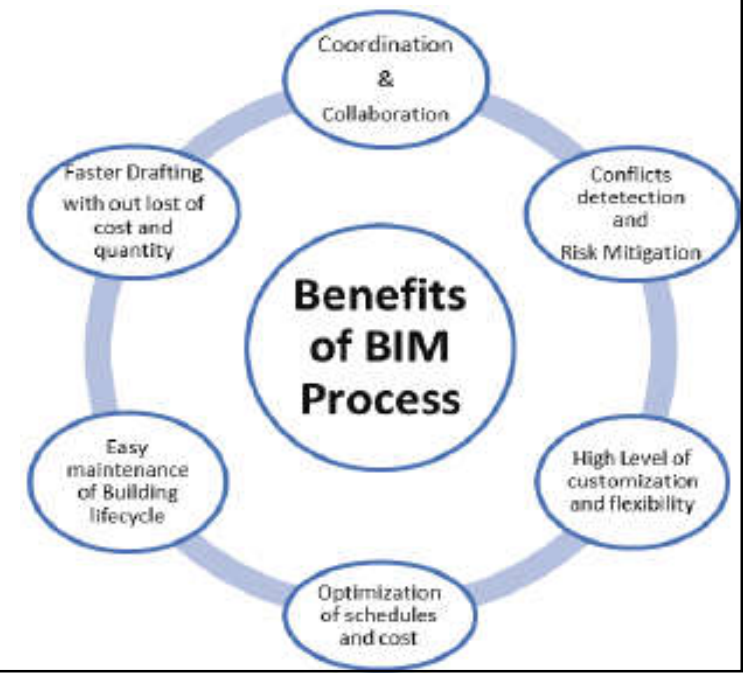 Coordination
&
Collaboration
Conflicts
detetection
and
Risk Mitigation
High Level of
customization
and flexibility
Optimization
of schedules
and cost
Easy
maintenance
of Building
lifecycle
Faster Drafting
with out lost of
cost and
quantity
Benefits
of BIM
Process